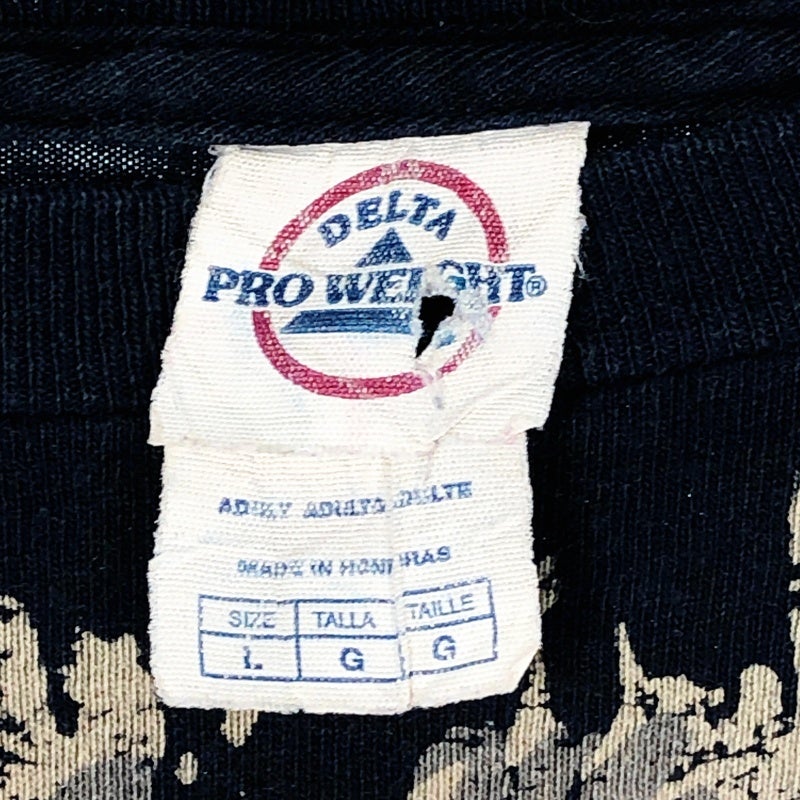 DELTA
PRO WEIGHT®
ADULT ADULTO ADULTE
MADE IN HONDURAS
SIZE TALLA TAILLE
L G G